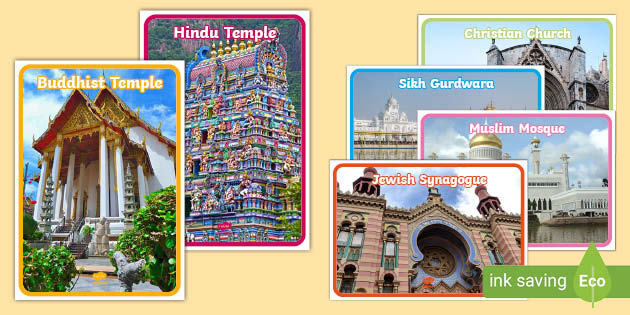 Buddhist Temple
Hindu Temple
Christian Church
Sikh Gurdwara
Muslim Mosque
Jewish Synagogue
ink saving
Eco